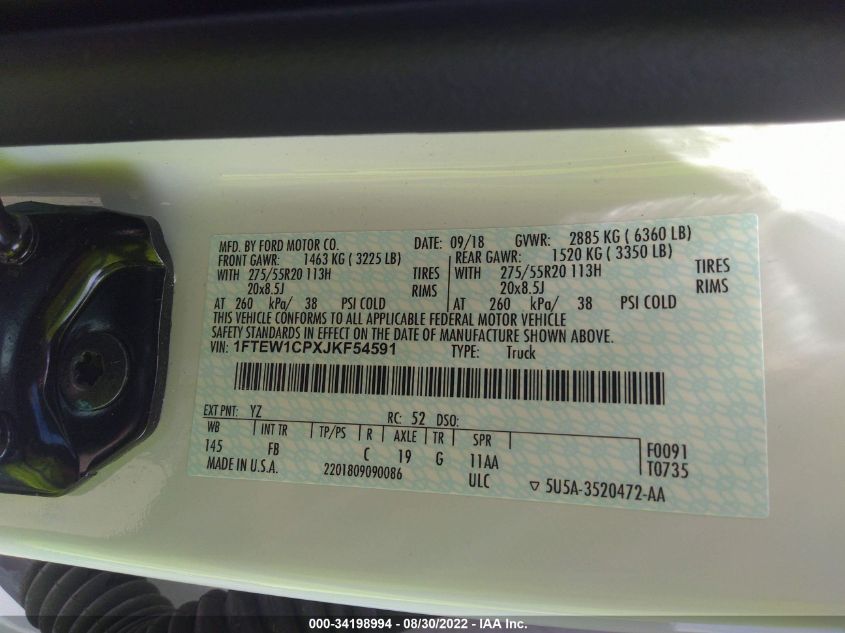 MFD. BY FORD MOTOR CO. DATE: 09/18 GVWR: 2885 KG ( 6360 LB)
FRONT GAWR: 1463 KG ( 3225 LB) REAR GAWR: 1520 KG ( 3350 LB)
WITH 275/55R20 113H TIRES WITH 275/55R20 113H TIRES
20x8.5J RIMS 20x8.5J RIMS
AT 260 kPa/ 38 PSI COLD AT 260 kPa/ 38 PSI COLD
THIS VEHICLE CONFORMS TO ALL APPLICABLE FEDERAL MOTOR VEHICLE
SAFETY STANDARDS IN EFFECT ON THE DATE OF MANUFACTURE SHOWN ABOVE.
VIN: 1FTEW1CPXJKF54591 TYPE: Truck
EXT PNT: YZ RC: 52 DSO:
WB INT TR TP/PS R AXLE TR SPR F0091
145 FB C 19 G 11AA T0735
MADE IN U.S.A. 2201809090086 ULC ▽ 5U5A-3520472-AA
000-34198994 - 08/30/2022 - IAA Inc.